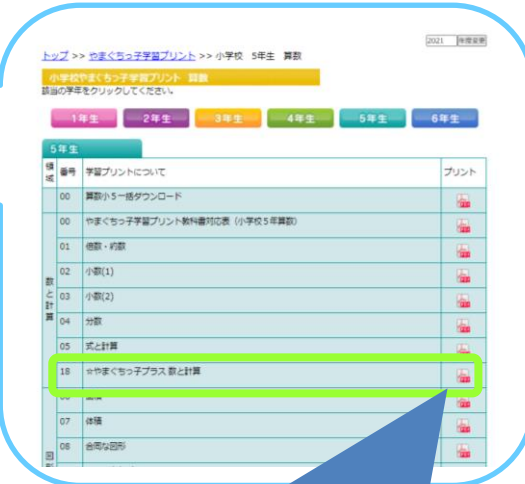 2021 年度変更
トップ >> やまぐちっ子学習プリント >> 小学校 5年生 算数
小学校やまぐちっ子学習プリント 算数
該当の学年をクリックしてください。
1年生 2年生 3年生 4年生 5年生 6年生
5年生
領域 番号 学習プリントについて プリント
00 算数小5一括ダウンロード
数と計算
00 やまぐちっ子学習プリント教科書対応表（小学校5年算数）
01 倍数・約数
02 小数(1)
03 小数(2)
04 分数
05 式と計算
18 ☆やまぐちっ子プラス 数と計算
06 面積
07 体積
08 合同な図形